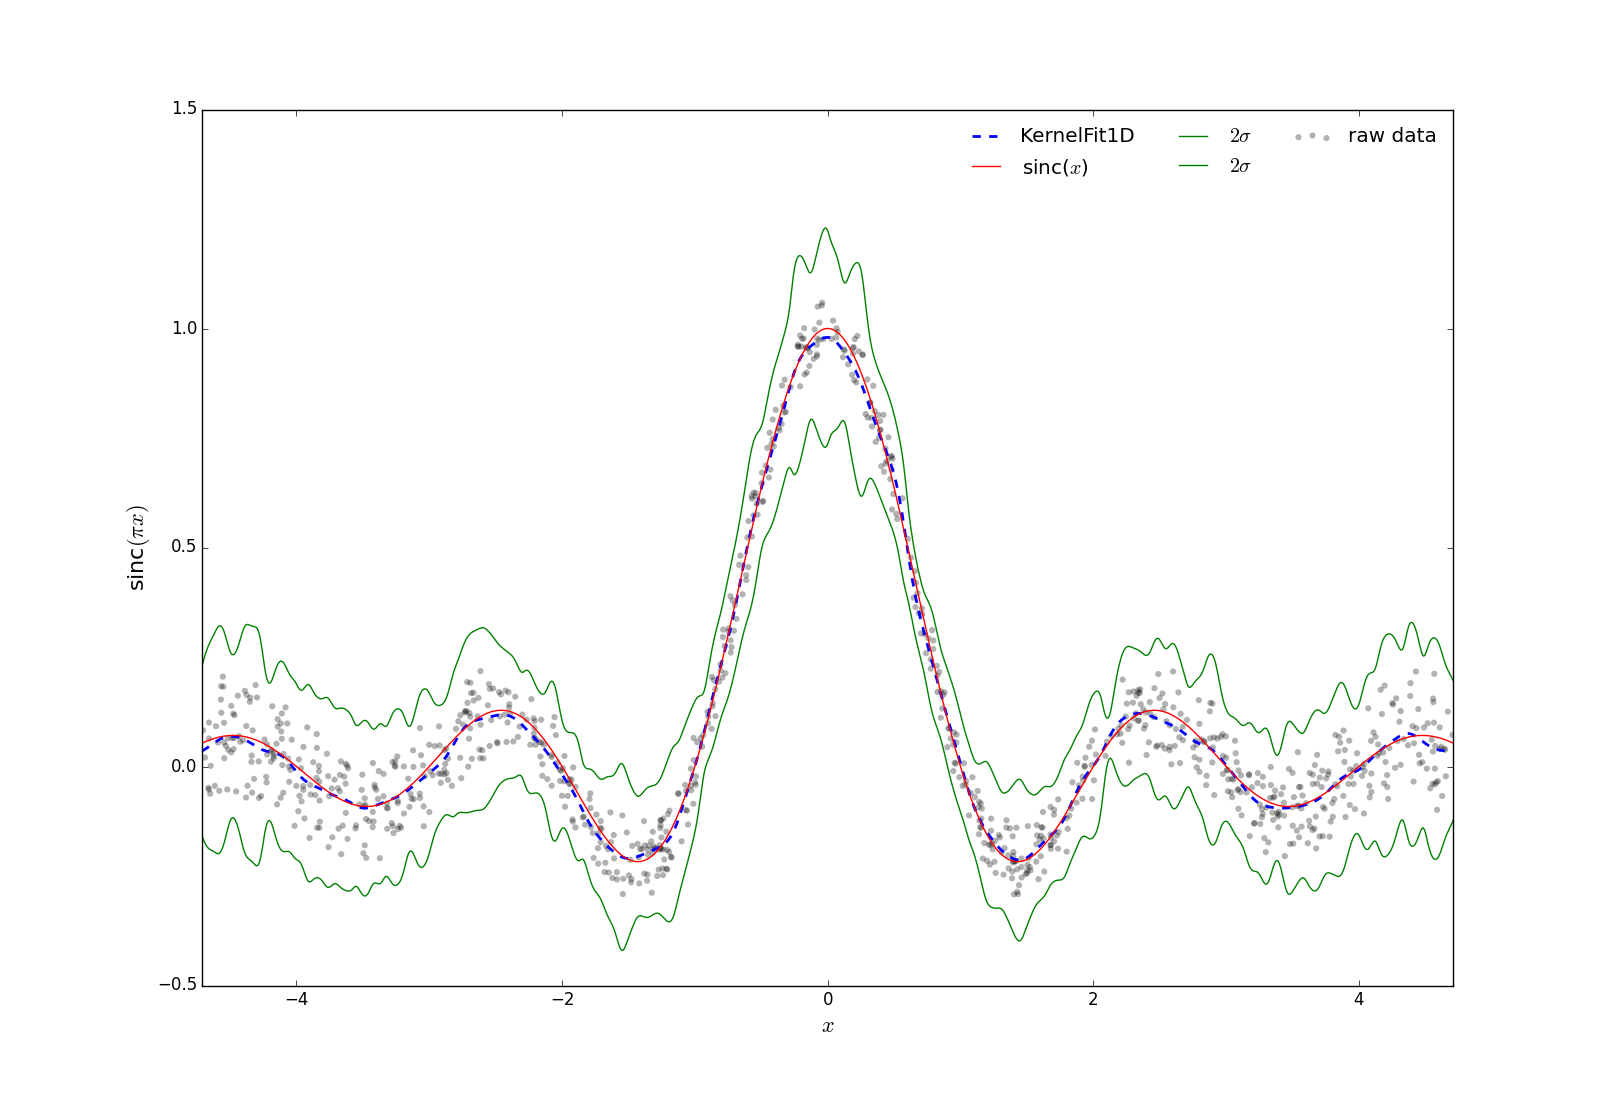 KernelFit1D
sinc(x)
2σ
2σ
raw data
1.5
1.0
0.5
0.0
−0.5
sinc(πx)
−4
−2
0
2
4
x